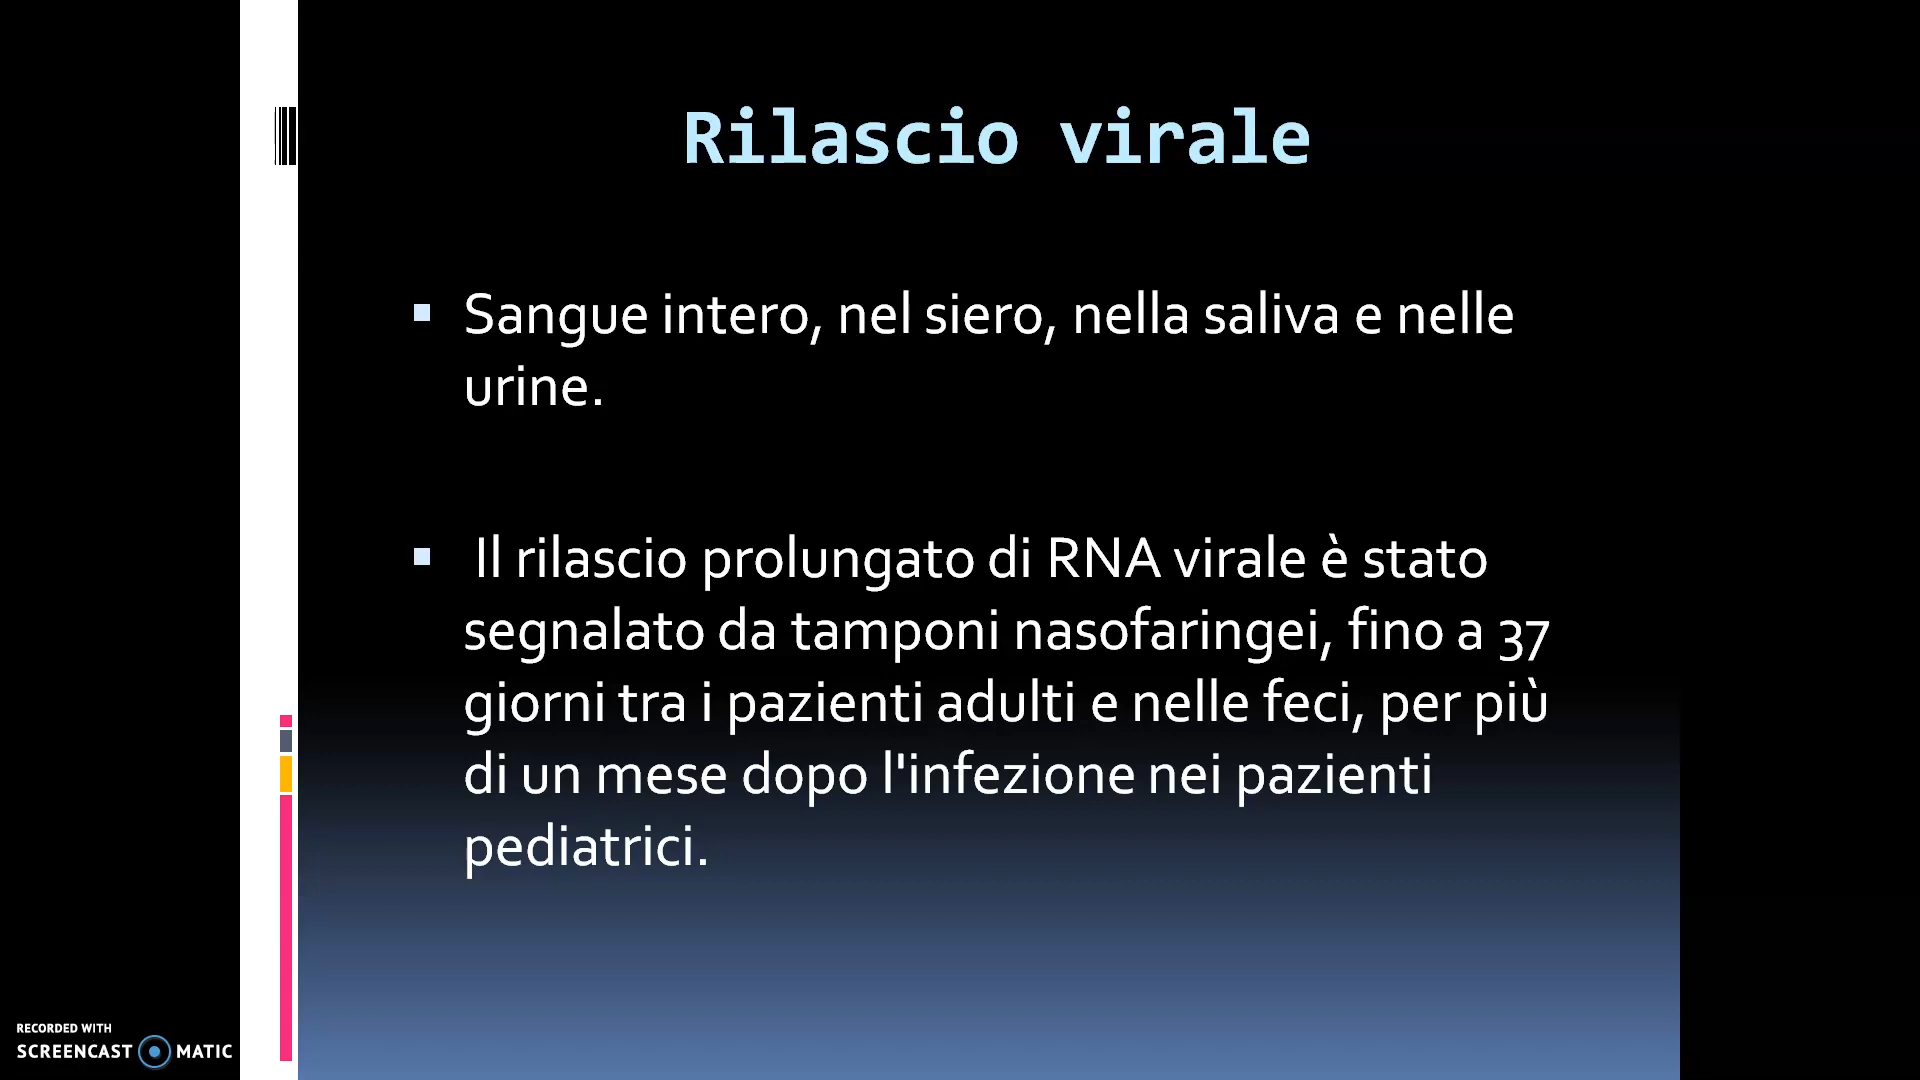 Rilascio virale
Sangue intero, nel siero, nella saliva e nelle
urine.
Il rilascio prolungato di RNA virale è stato
segnalato da tamponi nasofaringei, fino a 37
giorni tra i pazienti adulti e nelle feci, per più
di un mese dopo l'infezione nei pazienti
pediatrici.
RECORDED WITH
SCREENCAST MATIC